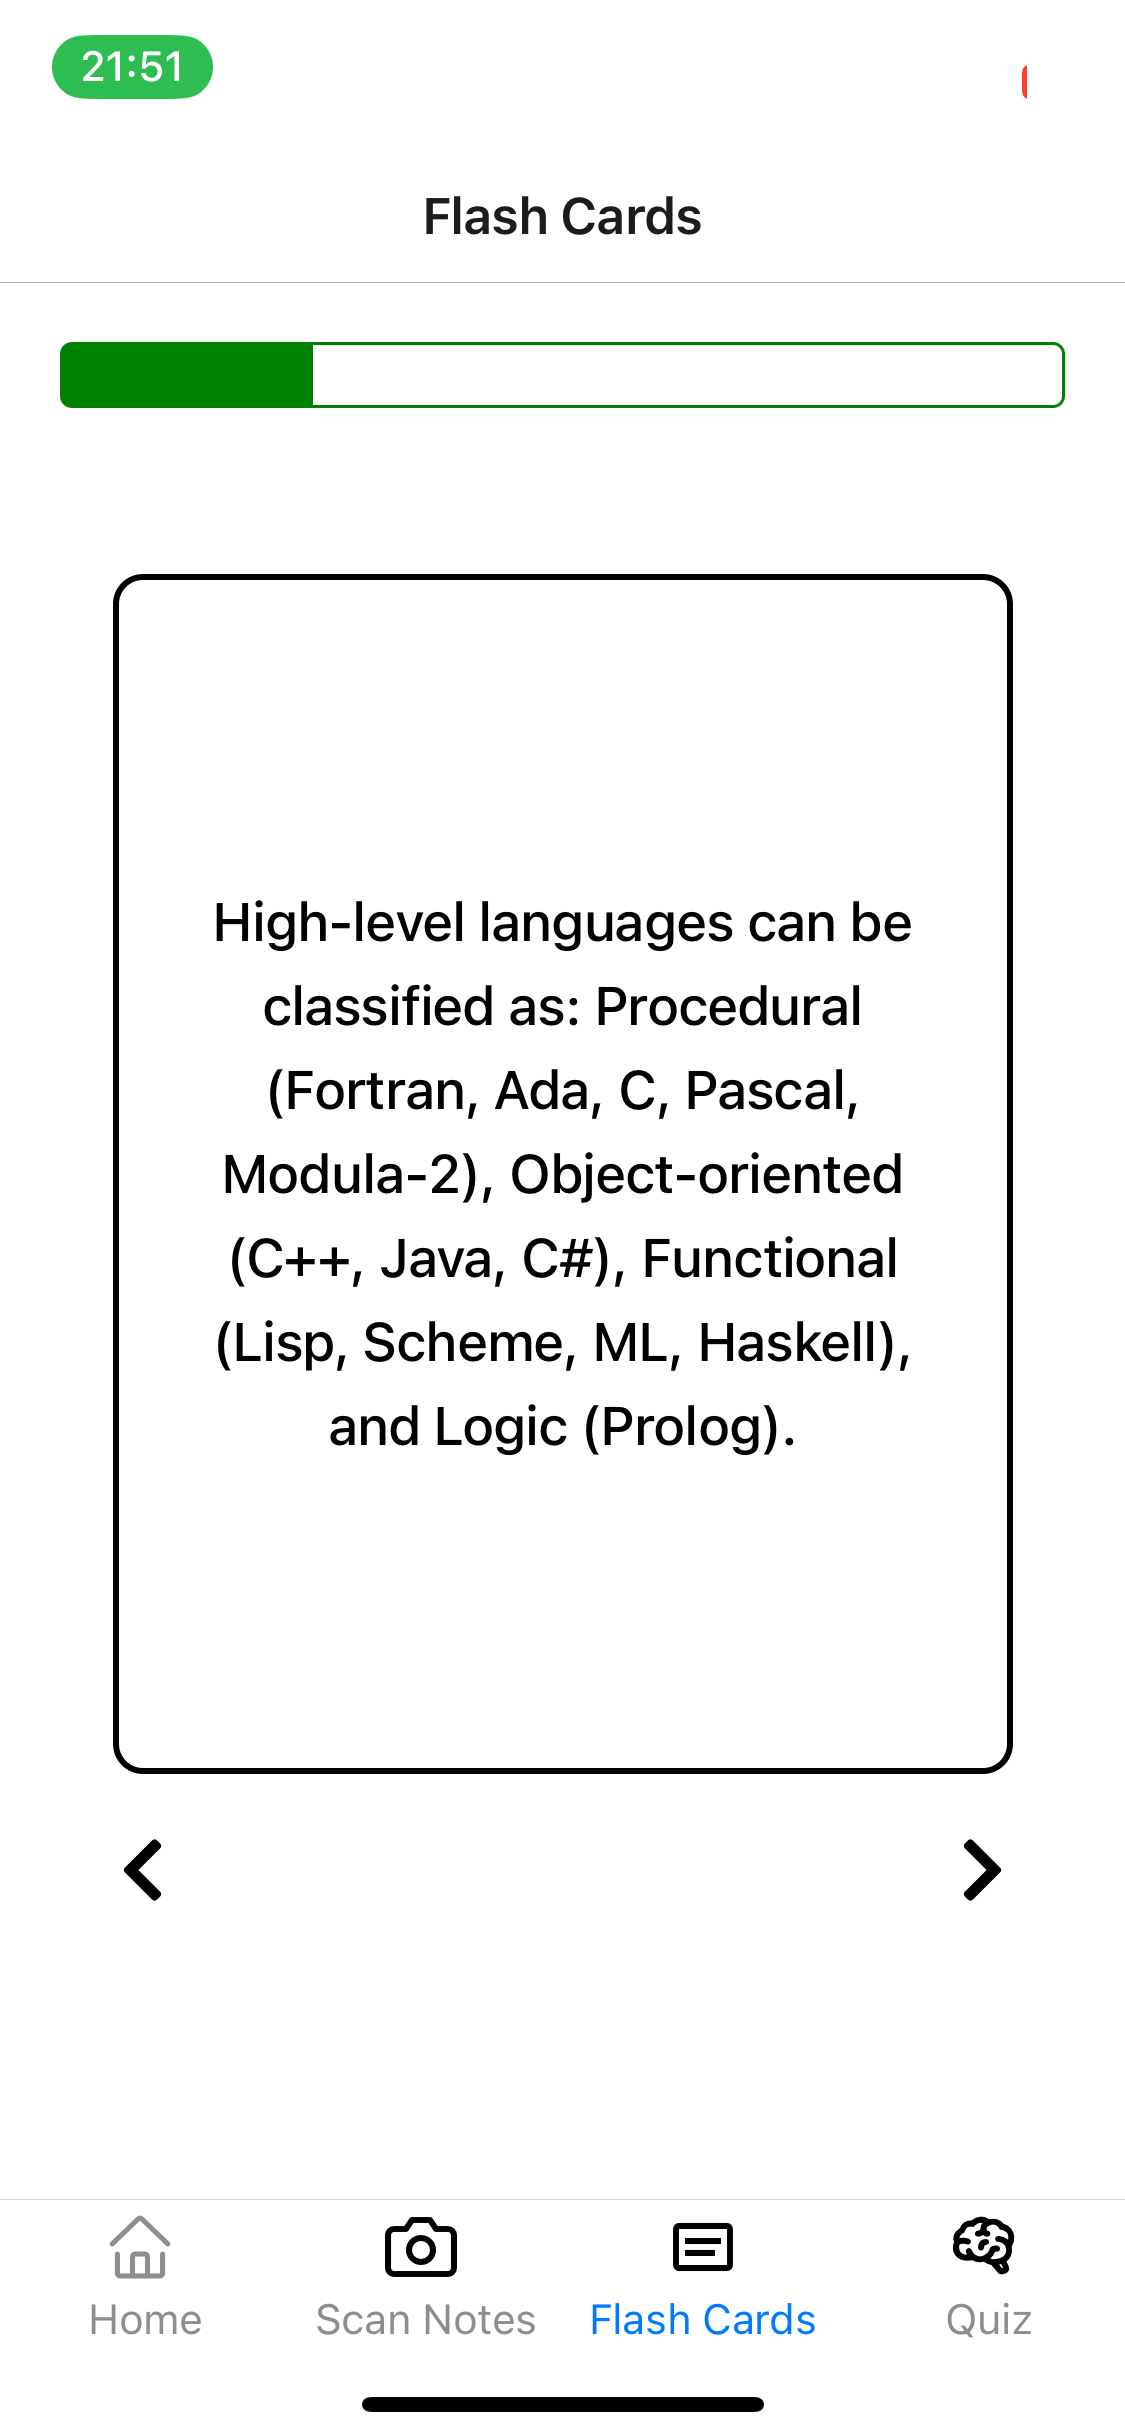 21:51
Flash Cards
High-level languages can be
classified as: Procedural
(Fortran, Ada, C, Pascal,
Modula-2), Object-oriented
(C++, Java, C#), Functional
(Lisp, Scheme, ML, Haskell),
and Logic (Prolog).
Home
Scan Notes
Flash Cards
Quiz